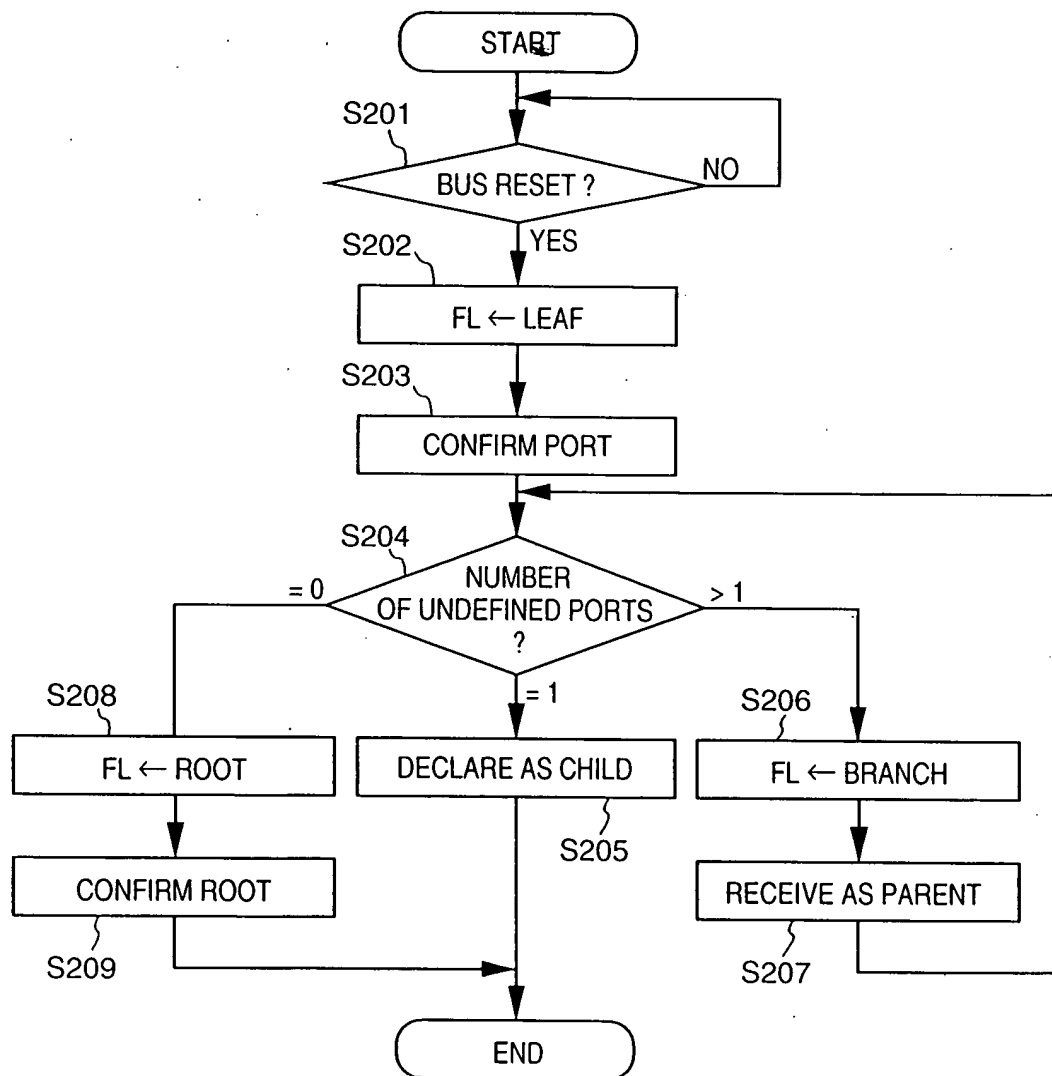 START
S201
BUS RESET ?
NO
YES
S202
FL ← LEAF
S203
CONFIRM PORT
S204
NUMBER
OF UNDEFINED PORTS
?
= 0
> 1
= 1
S208
FL ← ROOT
DECLARE AS CHILD
S205
S206
FL ← BRANCH
CONFIRM ROOT
S209
RECEIVE AS PARENT
S207
END